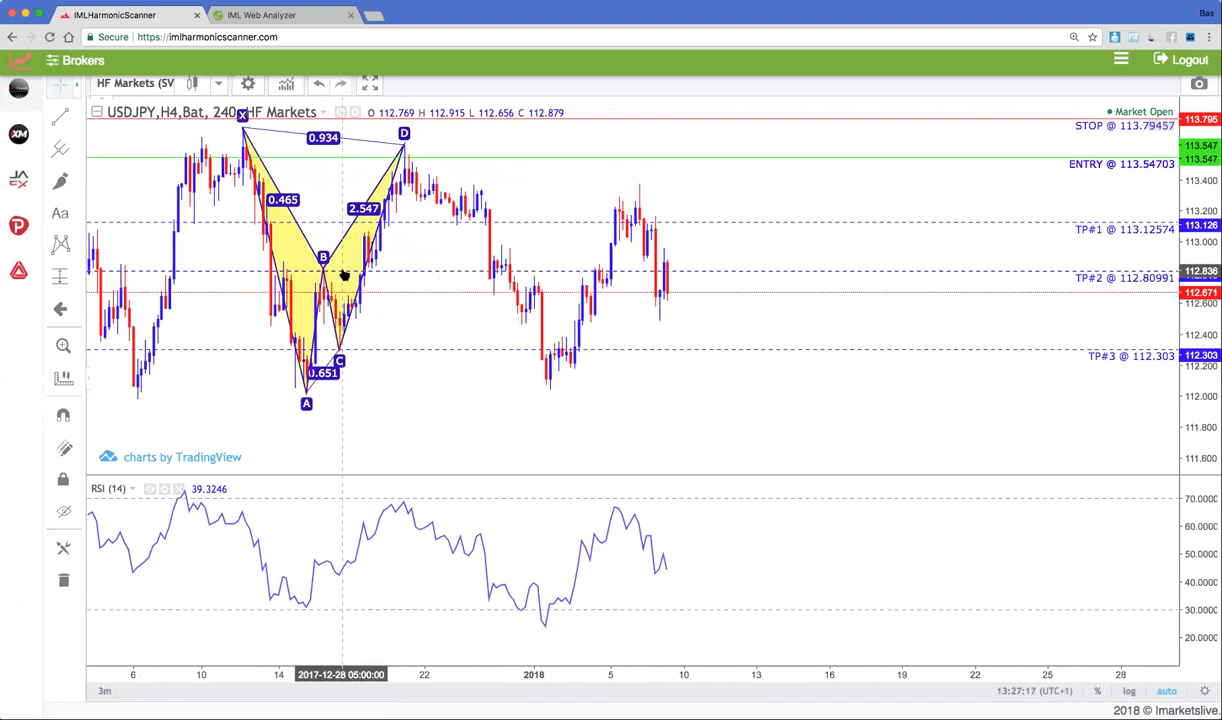 IMLHarmonicScanner
IML Web Analyzer
Bas
Secure
https://imlharmonicscanner.com
Brokers
Logout
HF Markets (SV
USDJPY,H4,Bat, 240, HF Markets
O 112.769 H 112.915 L 112.656 C 112.879
Market Open
113.795
STOP @ 113.79457
113.547
113.547
ENTRY @ 113.54703
113.400
113.200
113.126
TP#1 @ 113.12574
113.000
112.836
TP#2 @ 112.80991
112.671
112.600
112.400
112.303
TP#3 @ 112.303
112.200
112.000
111.800
111.600
X
0.934
D
0.465
2.547
B
C
0.651
A
XM
Aa
charts by TradingView
RSI (14)
39.3246
70.0000
60.0000
50.0000
40.0000
30.0000
20.0000
6
10
14
2017-12-28 05:00:00
22
2018
5
10
13
16
19
22
25
28
3m
13:27:17 (UTC+1)
%
log
auto
2018 © Imarketslive.